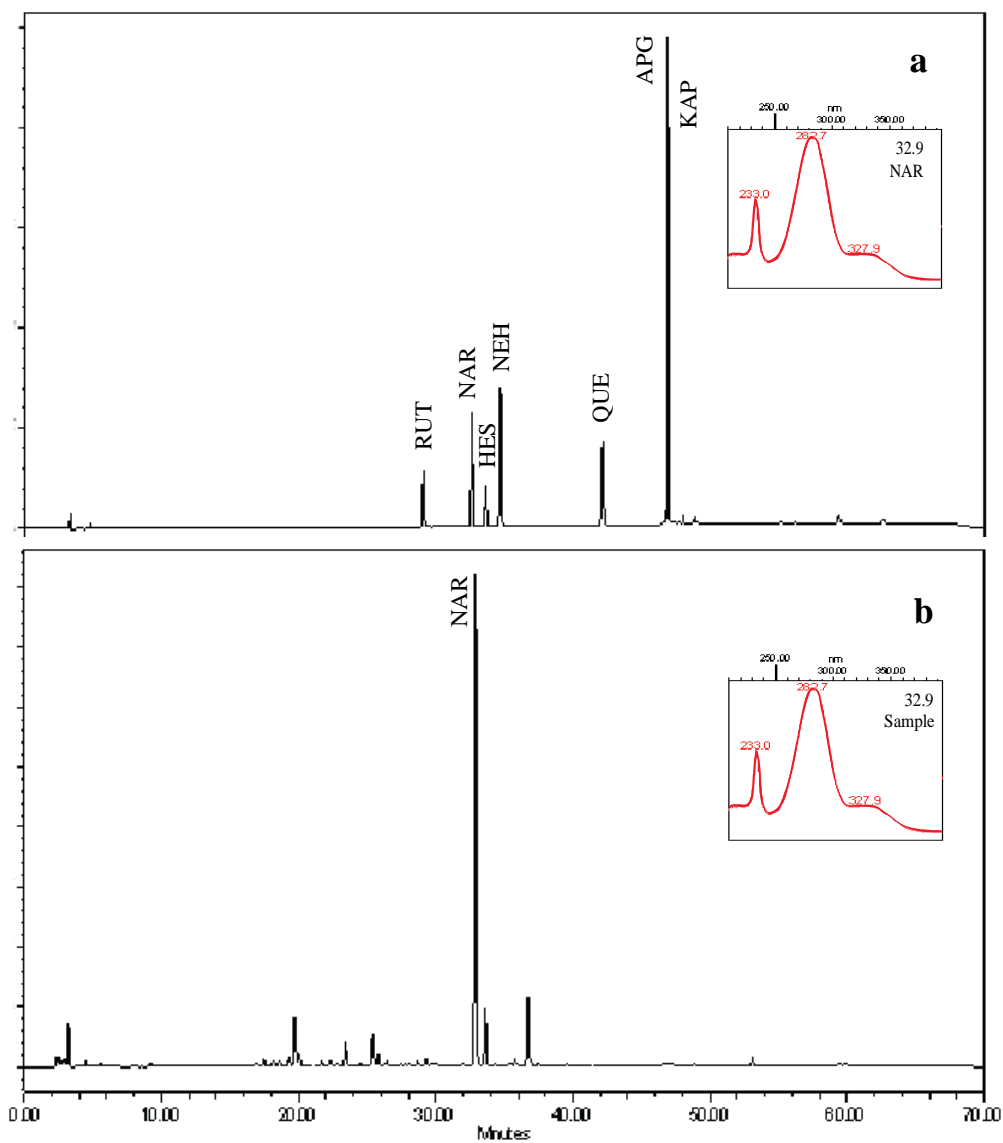 a
APG
KAP
250.00 nm 300.00 350.00
282.7
32.9
NAR
233.0
327.9
NEH
NAR
QUE
RUT
HES
b
NAR
250.00 nm 300.00 350.00
282.7
32.9
Sample
233.0
327.9
0.00 10.00 20.00 30.00 40.00 50.00 60.00 70.00
Minutes